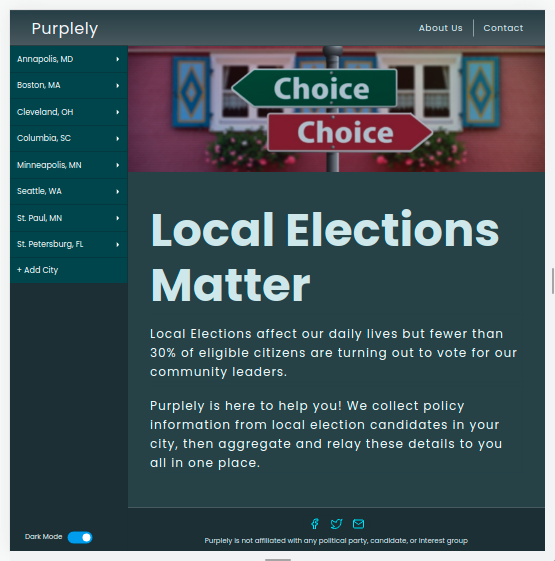 Purplely
About Us
Contact
Annapolis, MD
Boston, MA
Cleveland, OH
Columbia, SC
Minneapolis, MN
Seattle, WA
St. Paul, MN
St. Petersburg, FL
+ Add City
Choice
Choice
Local Elections
Matter
Local Elections affect our daily lives but fewer than
30% of eligible citizens are turning out to vote for our
community leaders.
Purplely is here to help you! We collect policy
information from local election candidates in your
city, then aggregate and relay these details to you
all in one place.
Dark Mode
Purplely is not affiliated with any political party, candidate, or interest group